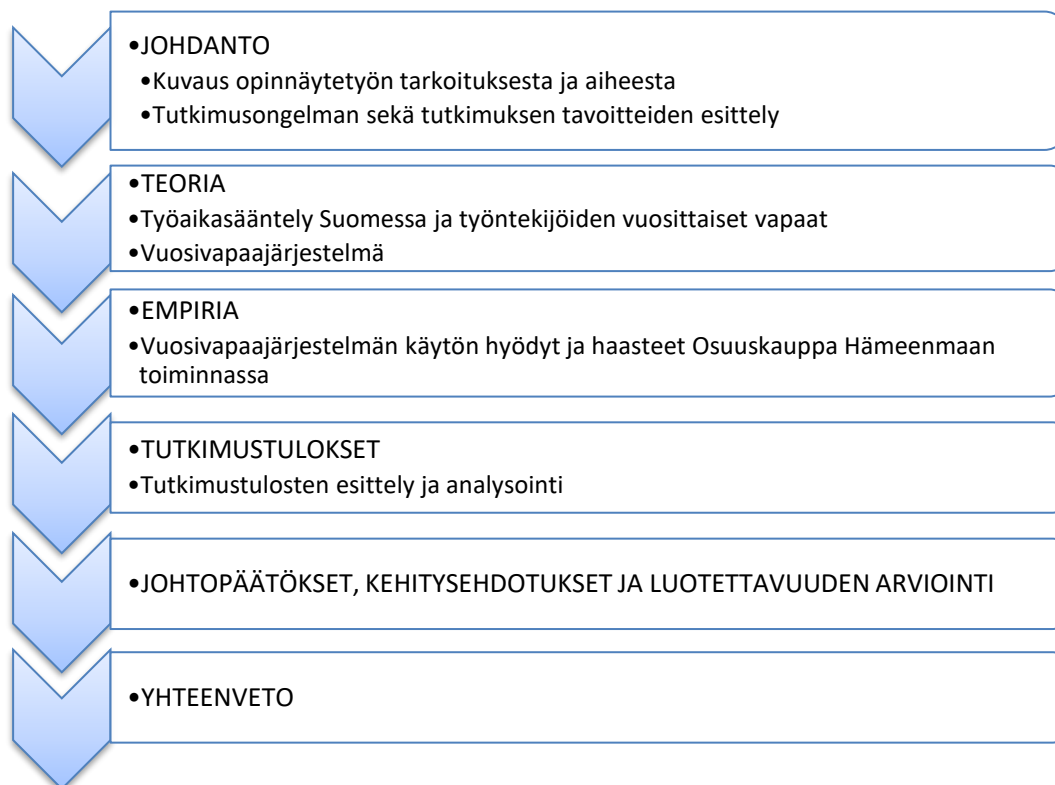 •JOHDANTO
•Kuvaus opinnäytetyön tarkoituksesta ja aiheesta
•Tutkimusongelman sekä tutkimuksen tavoitteiden esittely
•TEORIA
•Työaikasääntely Suomessa ja työntekijöiden vuosittaiset vapaat
•Vuosivapaajärjestelmä
•EMPIRIA
•Vuosivapaajärjestelmän käytön hyödyt ja haasteet Osuuskauppa Hämeenmaan
toiminnassa
•TUTKIMUSTULOKSET
•Tutkimustulosten esittely ja analysointi
•JOHTOPÄÄTÖKSET, KEHITYSEHDOTUKSET JA LUOTETTAVUUDEN ARVIOINTI
•YHTEENVETO